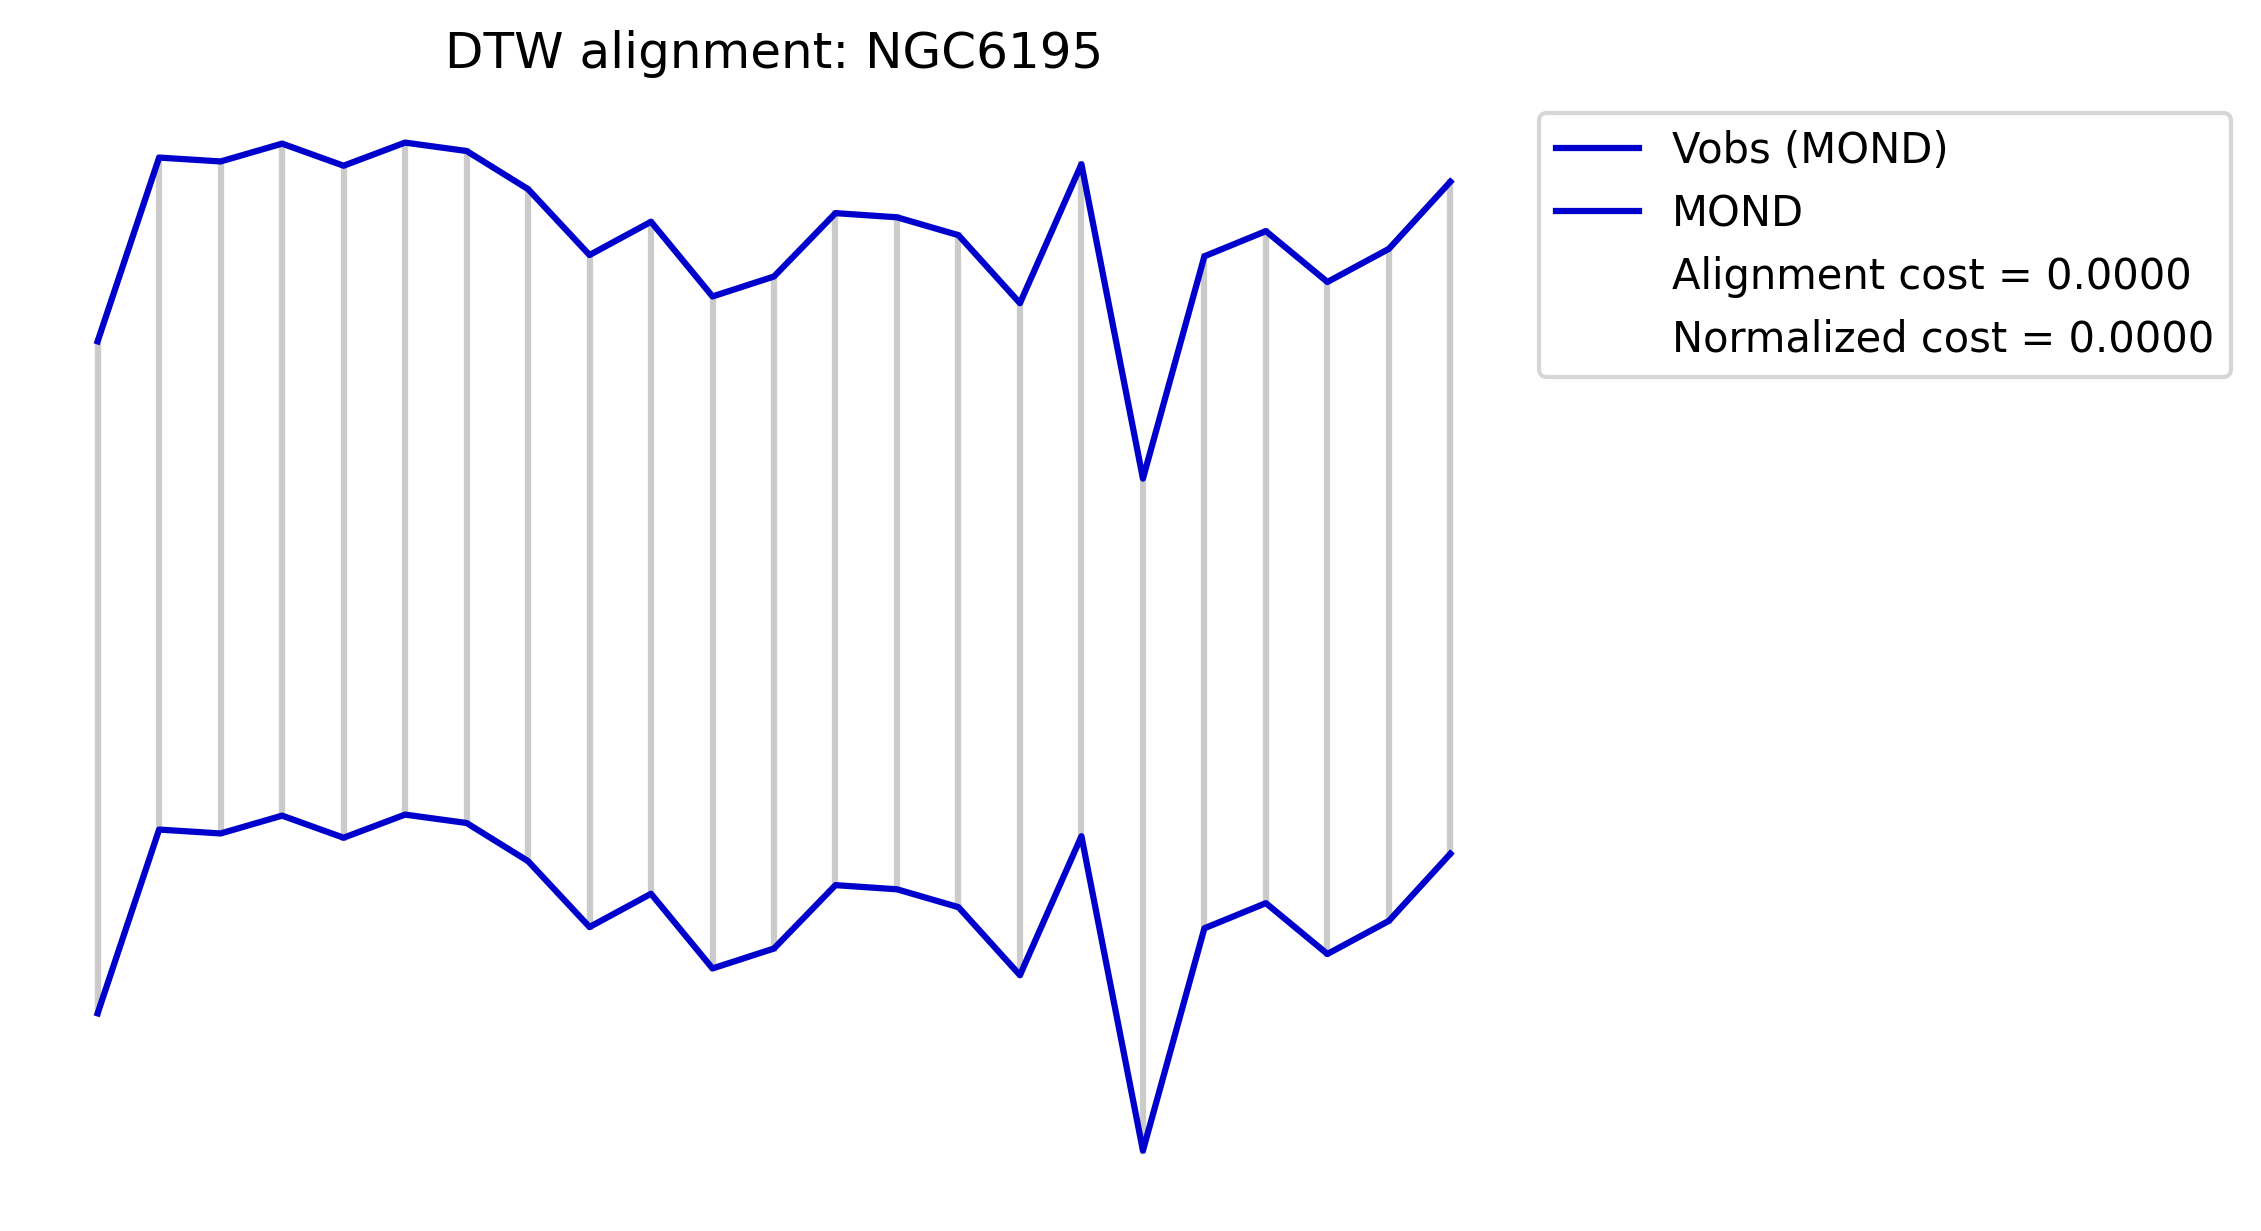 DTW alignment: NGC6195
Vobs (MOND)
MOND
Alignment cost = 0.0000
Normalized cost = 0.0000